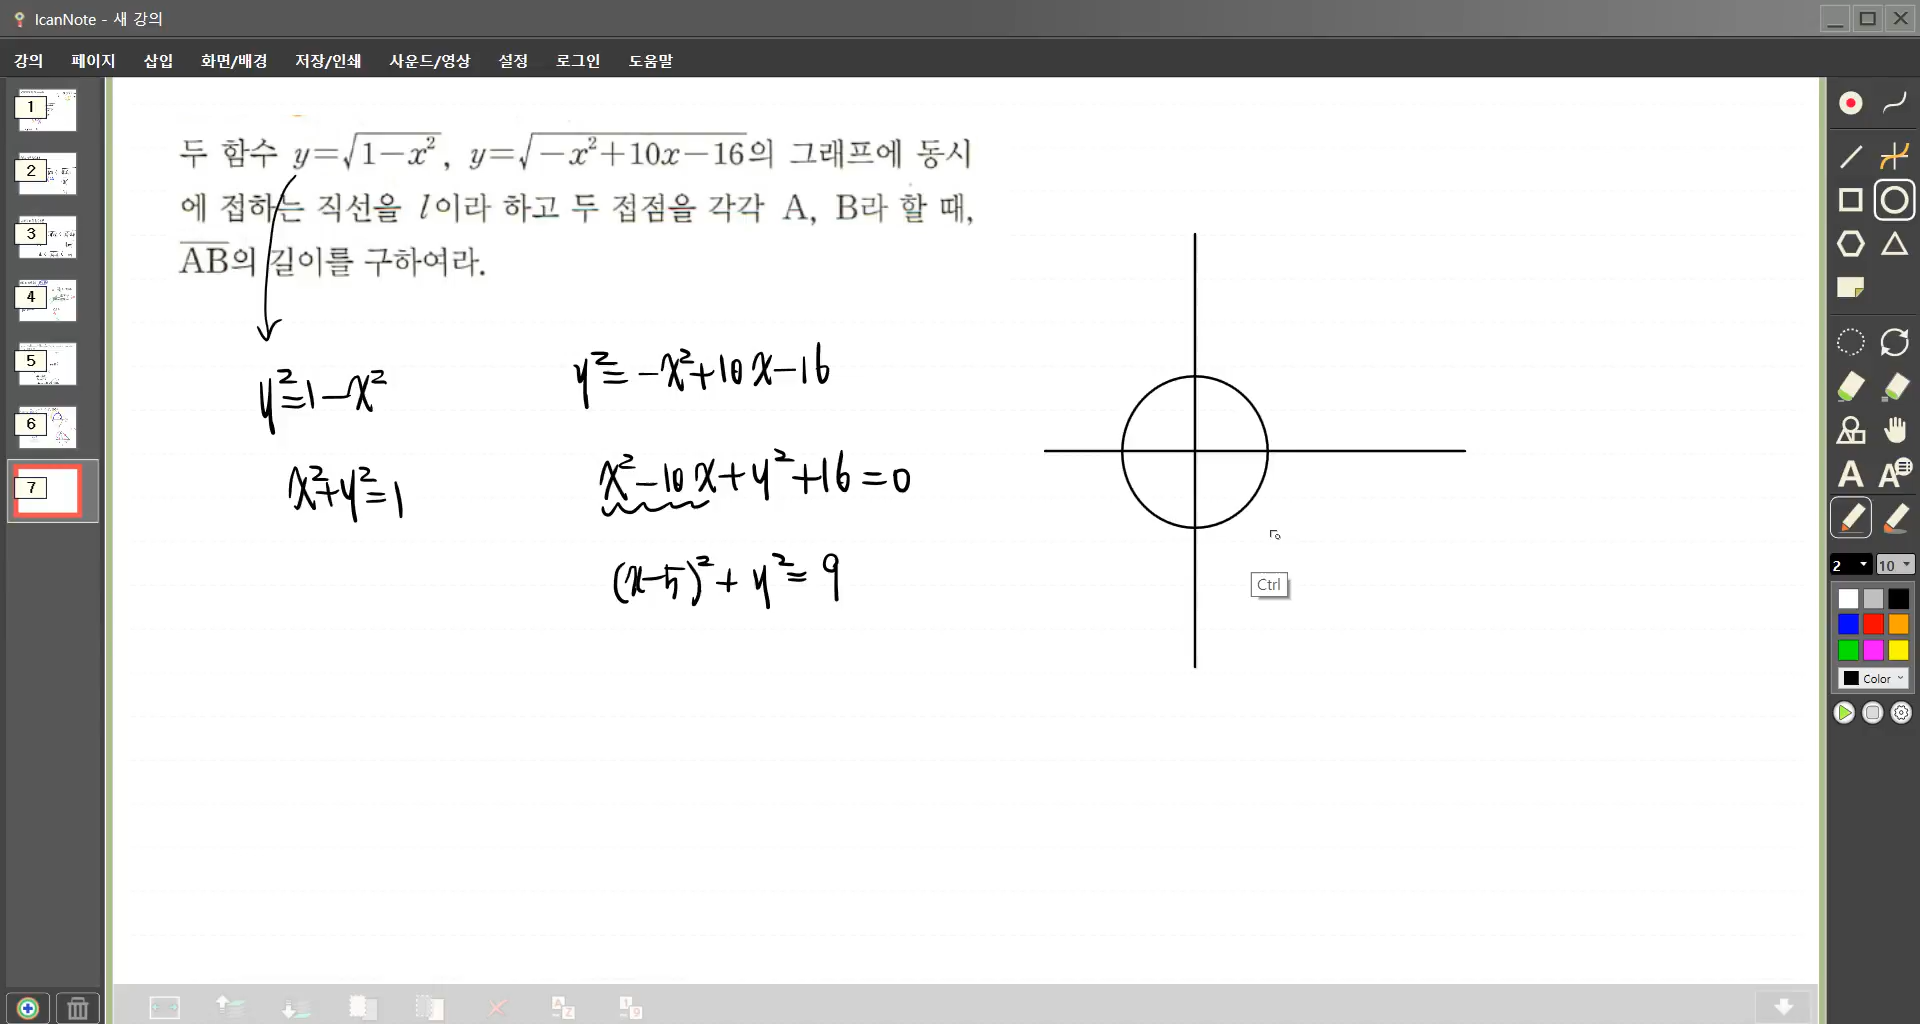 IcanNote - 새 강의
강의 페이지 삽입 화면/배경 저장/인쇄 사운드/영상 설정 로그인 도움말
1
2
3
4
5
6
7
두 함수 y=√(1-x²), y=√(-x²+10x-16)의 그래프에 동시
에 접하는 직선을 l이라 하고 두 접점을 각각 A, B라 할 때,
AB의 길이를 구하여라.
y²=1-x²
x²+y²=1
y²=-x²+10x-16
x²-10x+y²+16=0
(x-5)²+y²=9
Ctrl
2 10
Color